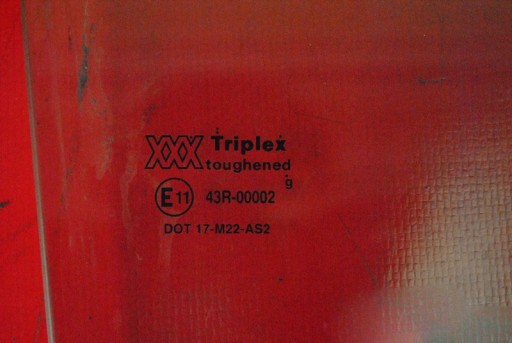 XXX Triplex
toughened
g
E11 43R-00002
DOT 17-M22-AS2